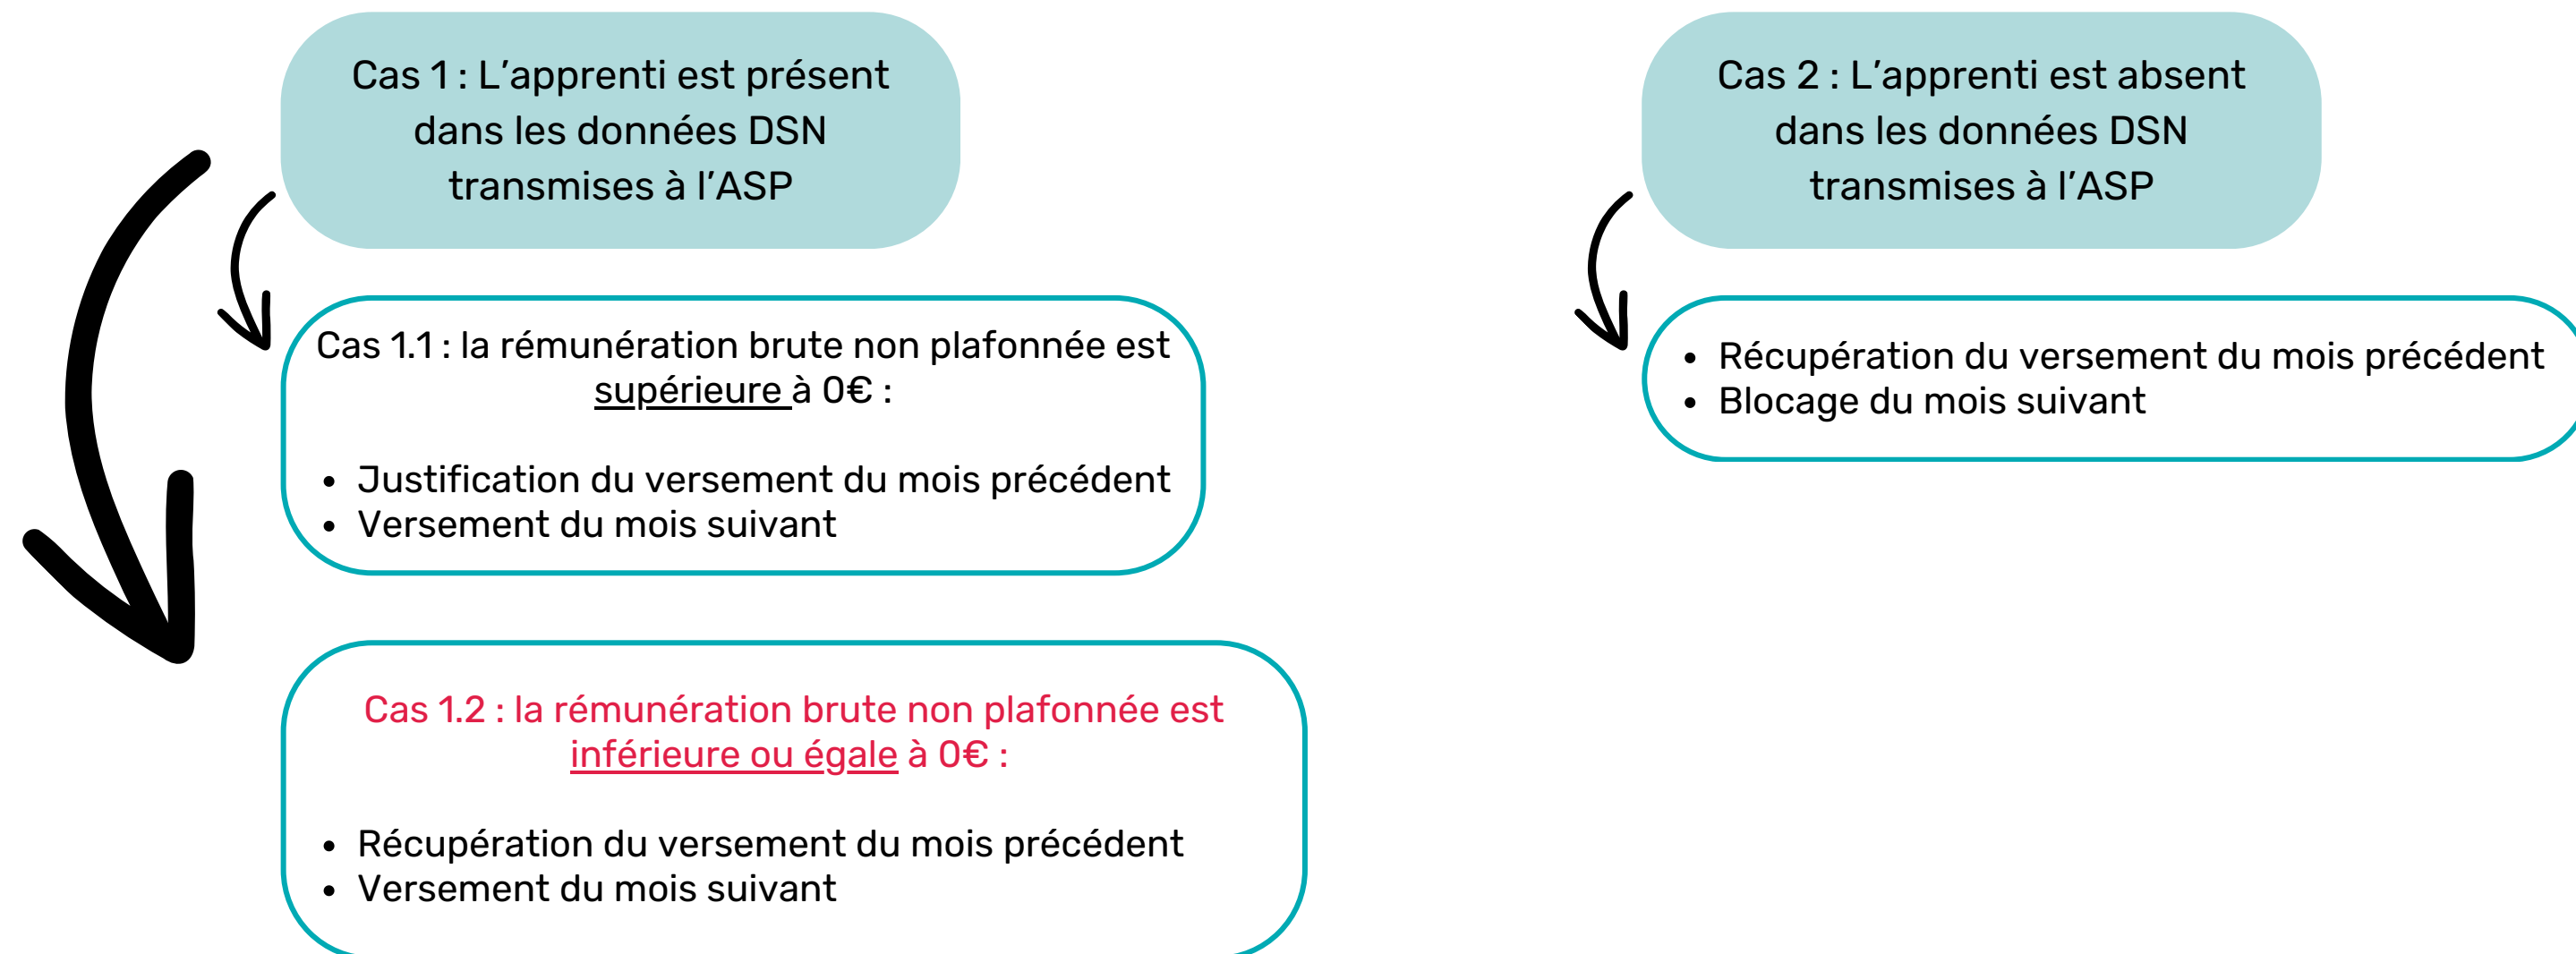 Cas 1 : L’apprenti est présent
dans les données DSN
transmises à l’ASP
Cas 1.1 : la rémunération brute non plafonnée est
supérieure à 0€ :
• Justification du versement du mois précédent
• Versement du mois suivant
Cas 1.2 : la rémunération brute non plafonnée est
inférieure ou égale à 0€ :
• Récupération du versement du mois précédent
• Versement du mois suivant
Cas 2 : L’apprenti est absent
dans les données DSN
transmises à l’ASP
• Récupération du versement du mois précédent
• Blocage du mois suivant